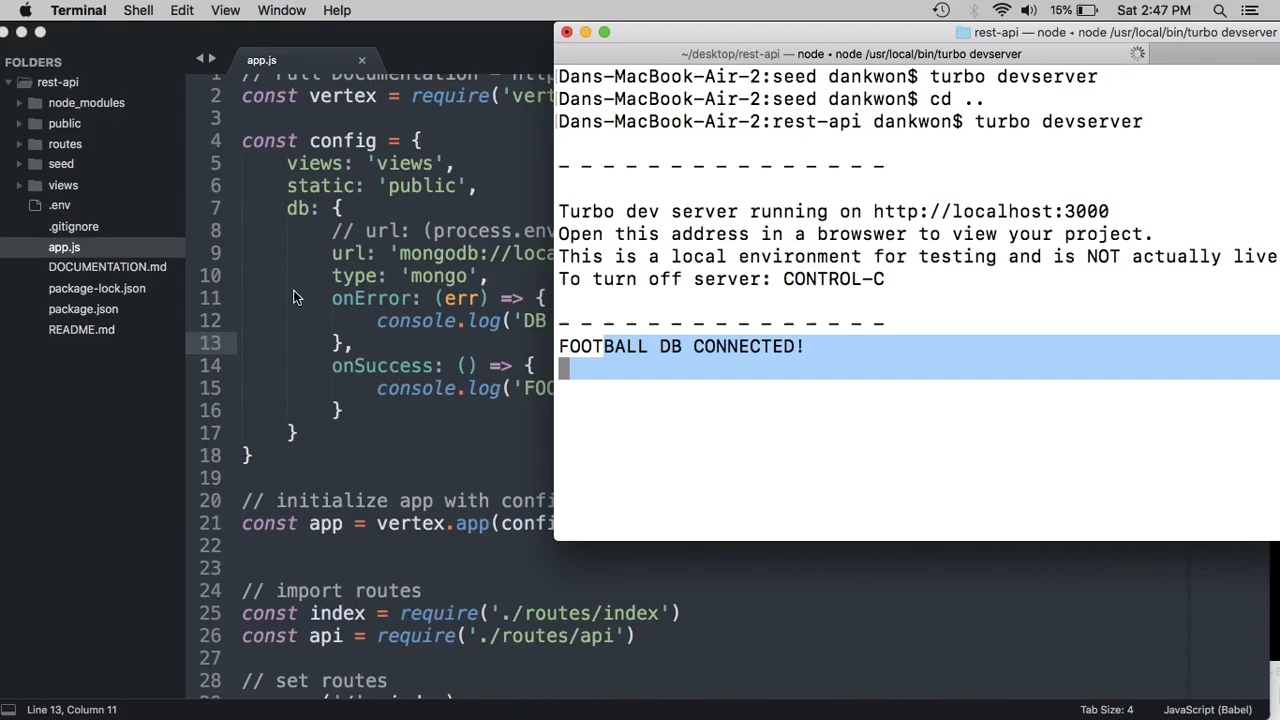 Terminal Shell Edit View Window Help 15% Sat 2:47 PM
FOLDERS
rest-api
node_modules
public
routes
seed
views
.env
.gitignore
app.js
DOCUMENTATION.md
package-lock.json
package.json
README.md
app.js
1 // Full Documentation
2 const vertex = require('vert
3
4 const config = {
5 views: 'views',
6 static: 'public',
7 db: {
8 // url: (process.env
9 url: 'mongodb://loca
10 type: 'mongo',
11 onError: (err) => {
12 console.log('DB
13 },
14 onSuccess: () => {
15 console.log('FOO
16 }
17 }
18 }
19
20 // initialize app with confi
21 const app = vertex.app(conf
22
23
24 // import routes
25 const index = require('./routes/index')
26 const api = require('./routes/api')
27
28 // set routes
rest-api — node ◂ node /usr/local/bin/turbo devserver
~/desktop/rest-api — node ◂ node /usr/local/bin/turbo devserver
Dans-MacBook-Air-2:seed dankwon$ turbo devserver
Dans-MacBook-Air-2:seed dankwon$ cd ..
Dans-MacBook-Air-2:rest-api dankwon$ turbo devserver
- - - - - - - - - - - - - - -
Turbo dev server running on http://localhost:3000
Open this address in a browswer to view your project.
This is a local environment for testing and is NOT actually live
To turn off server: CONTROL-C
- - - - - - - - - - - - - - -
FOOTBALL DB CONNECTED!
Line 13, Column 11 Tab Size: 4 JavaScript (Babel)